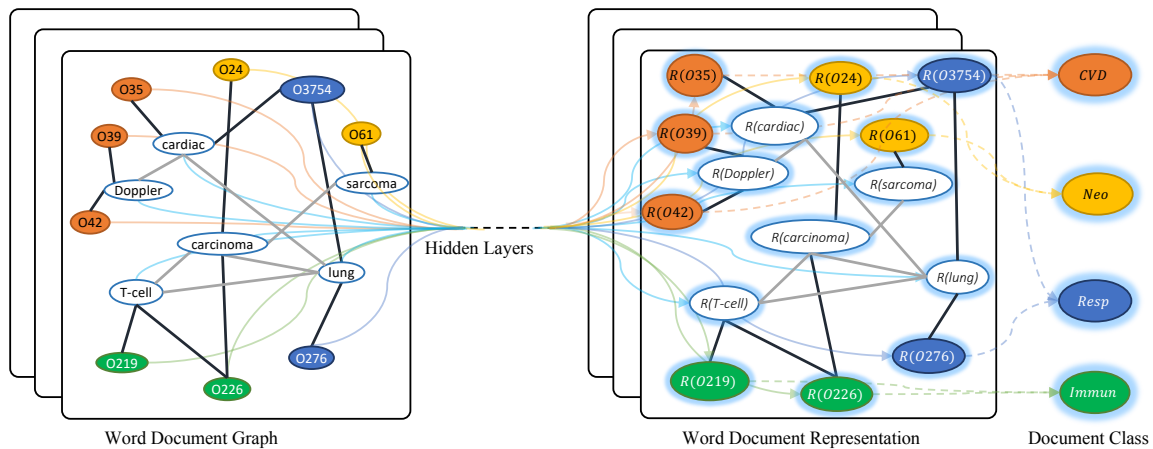 O24
O35
O3754
O39
O61
cardiac
Doppler
sarcoma
O42
carcinoma
lung
T-cell
O219
O276
O226
Word Document Graph
Hidden Layers
R(O35)
R(O24)
R(O3754)
R(O39)
R(cardiac)
R(O61)
R(Doppler)
R(sarcoma)
R(O42)
R(carcinoma)
R(lung)
R(T-cell)
R(O276)
R(O219)
R(O226)
Word Document Representation
CVD
Neo
Resp
Immun
Document Class